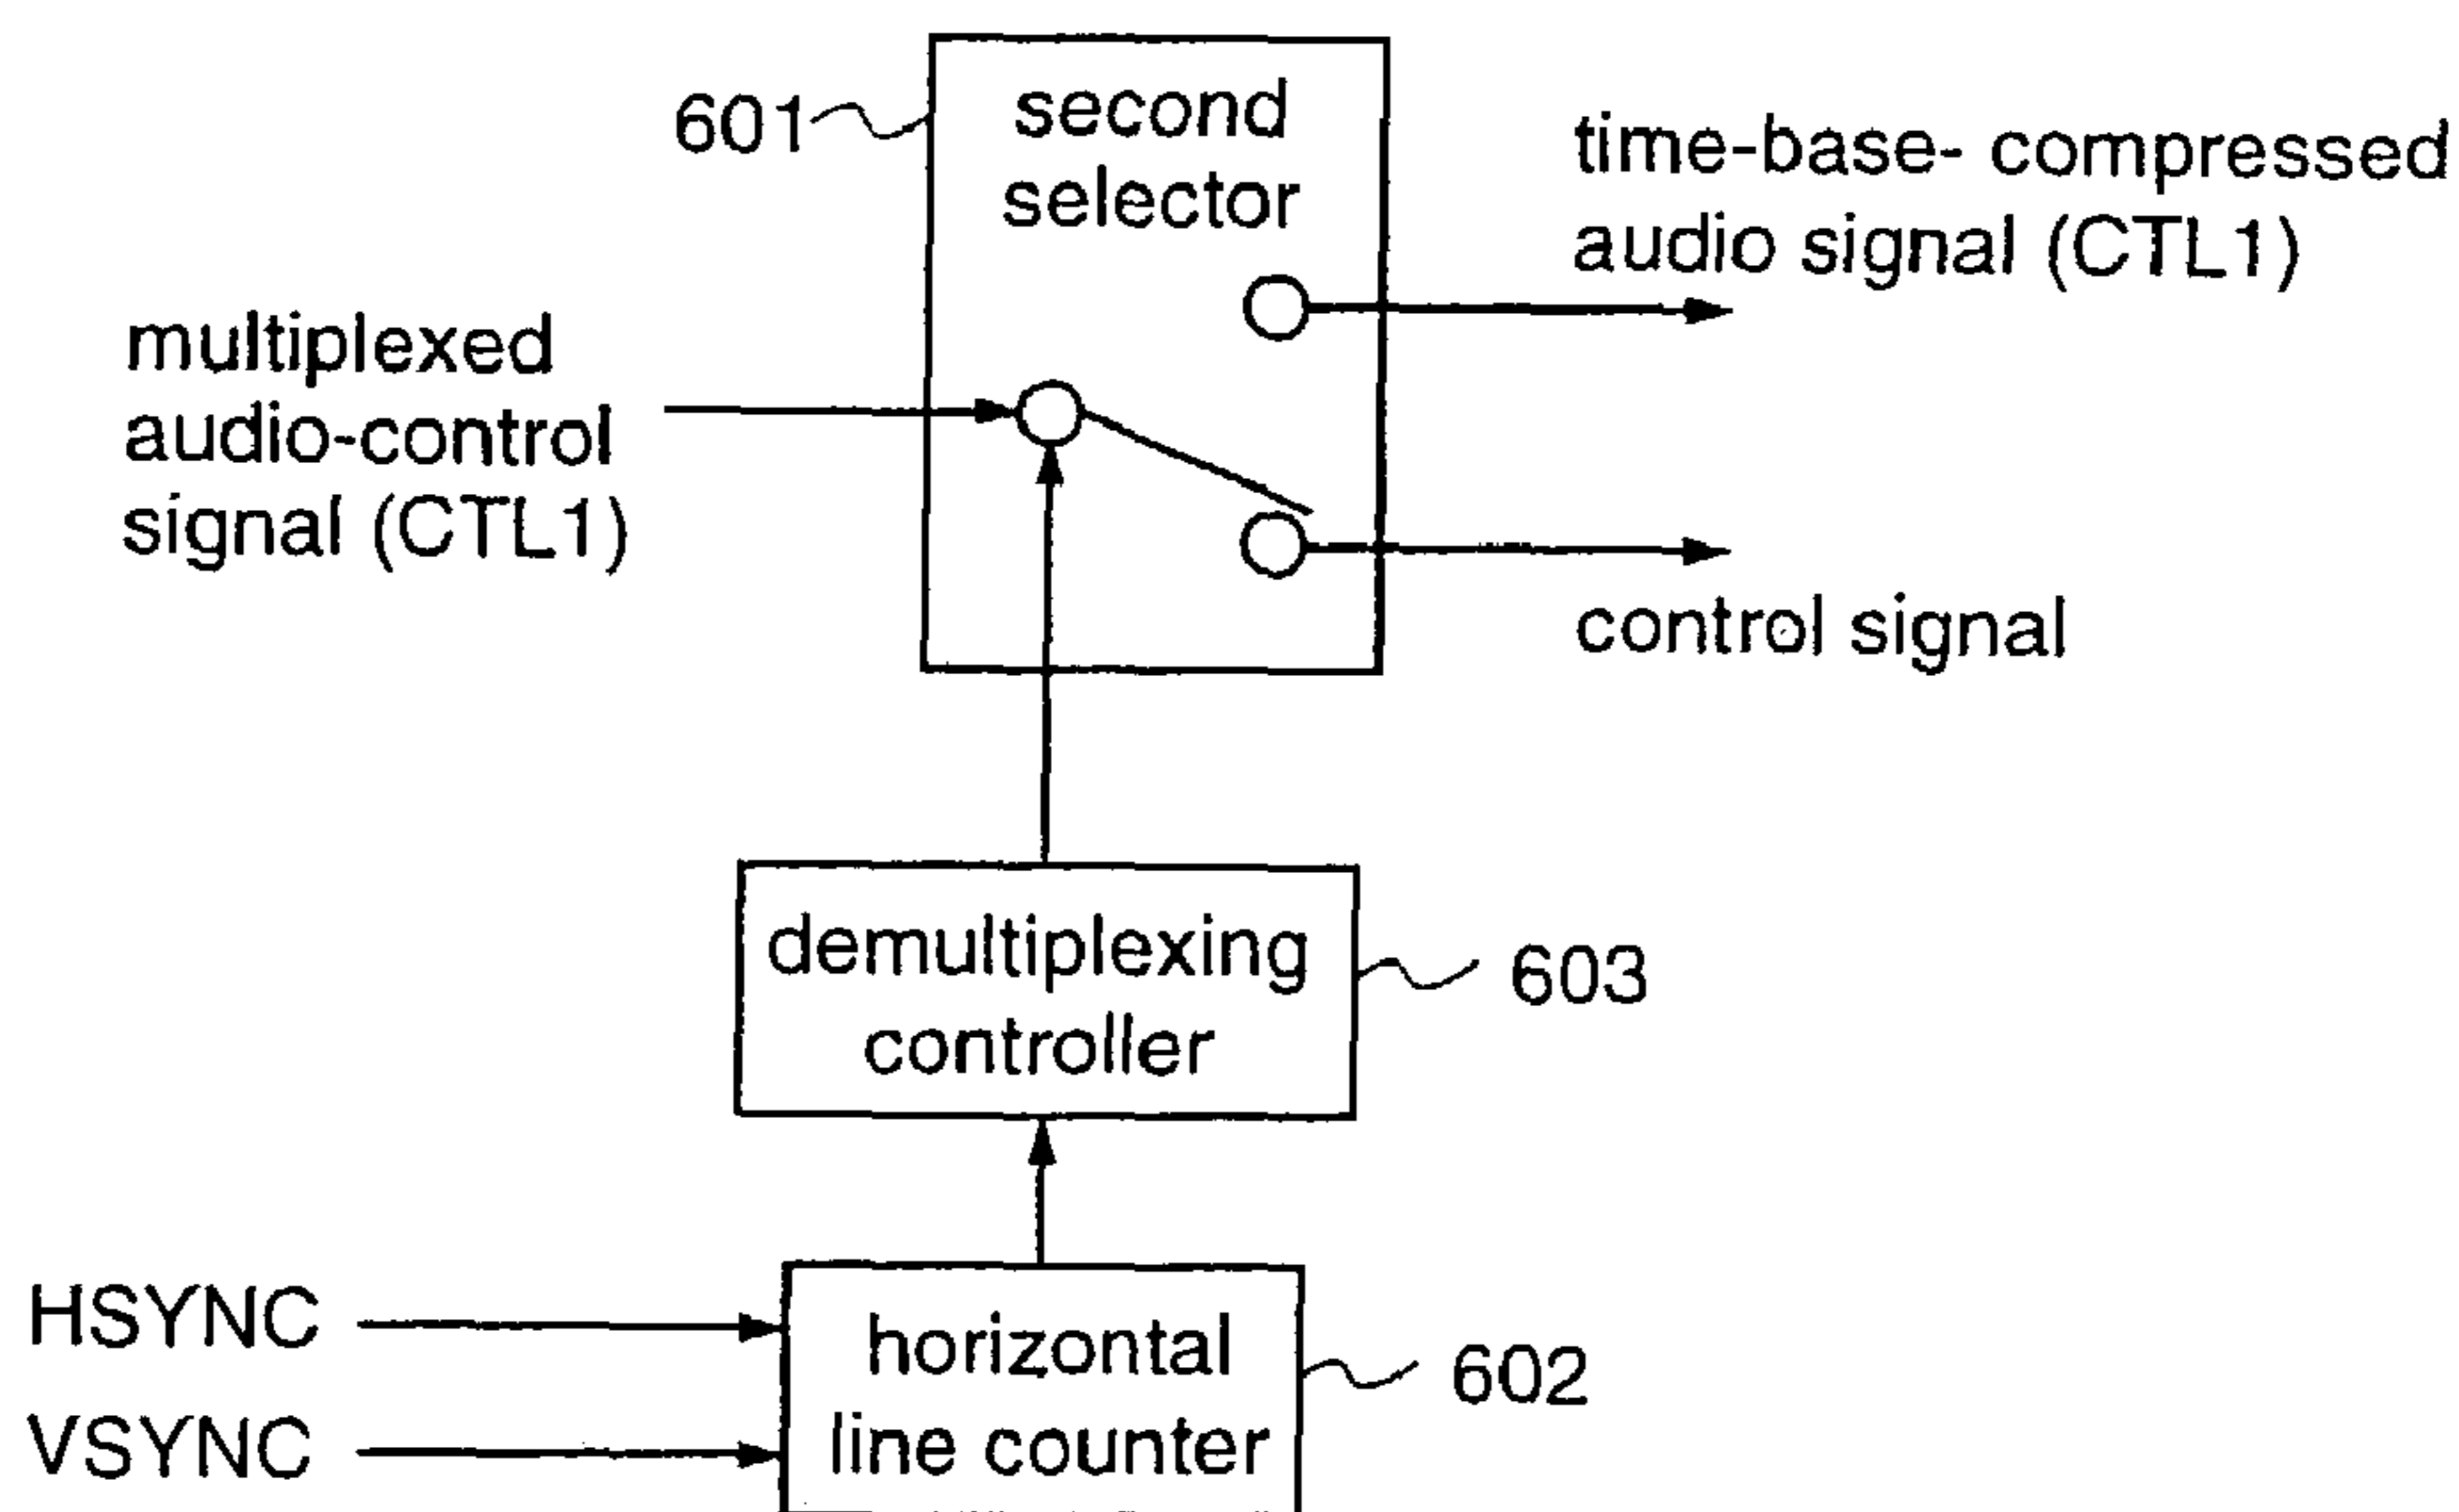 601
second
selector
time-base- compressed
audio signal (CTL1)
multiplexed
audio-control
signal (CTL1)
control signal
demultiplexing
controller
603
HSYNC
VSYNC
horizontal
line counter
602